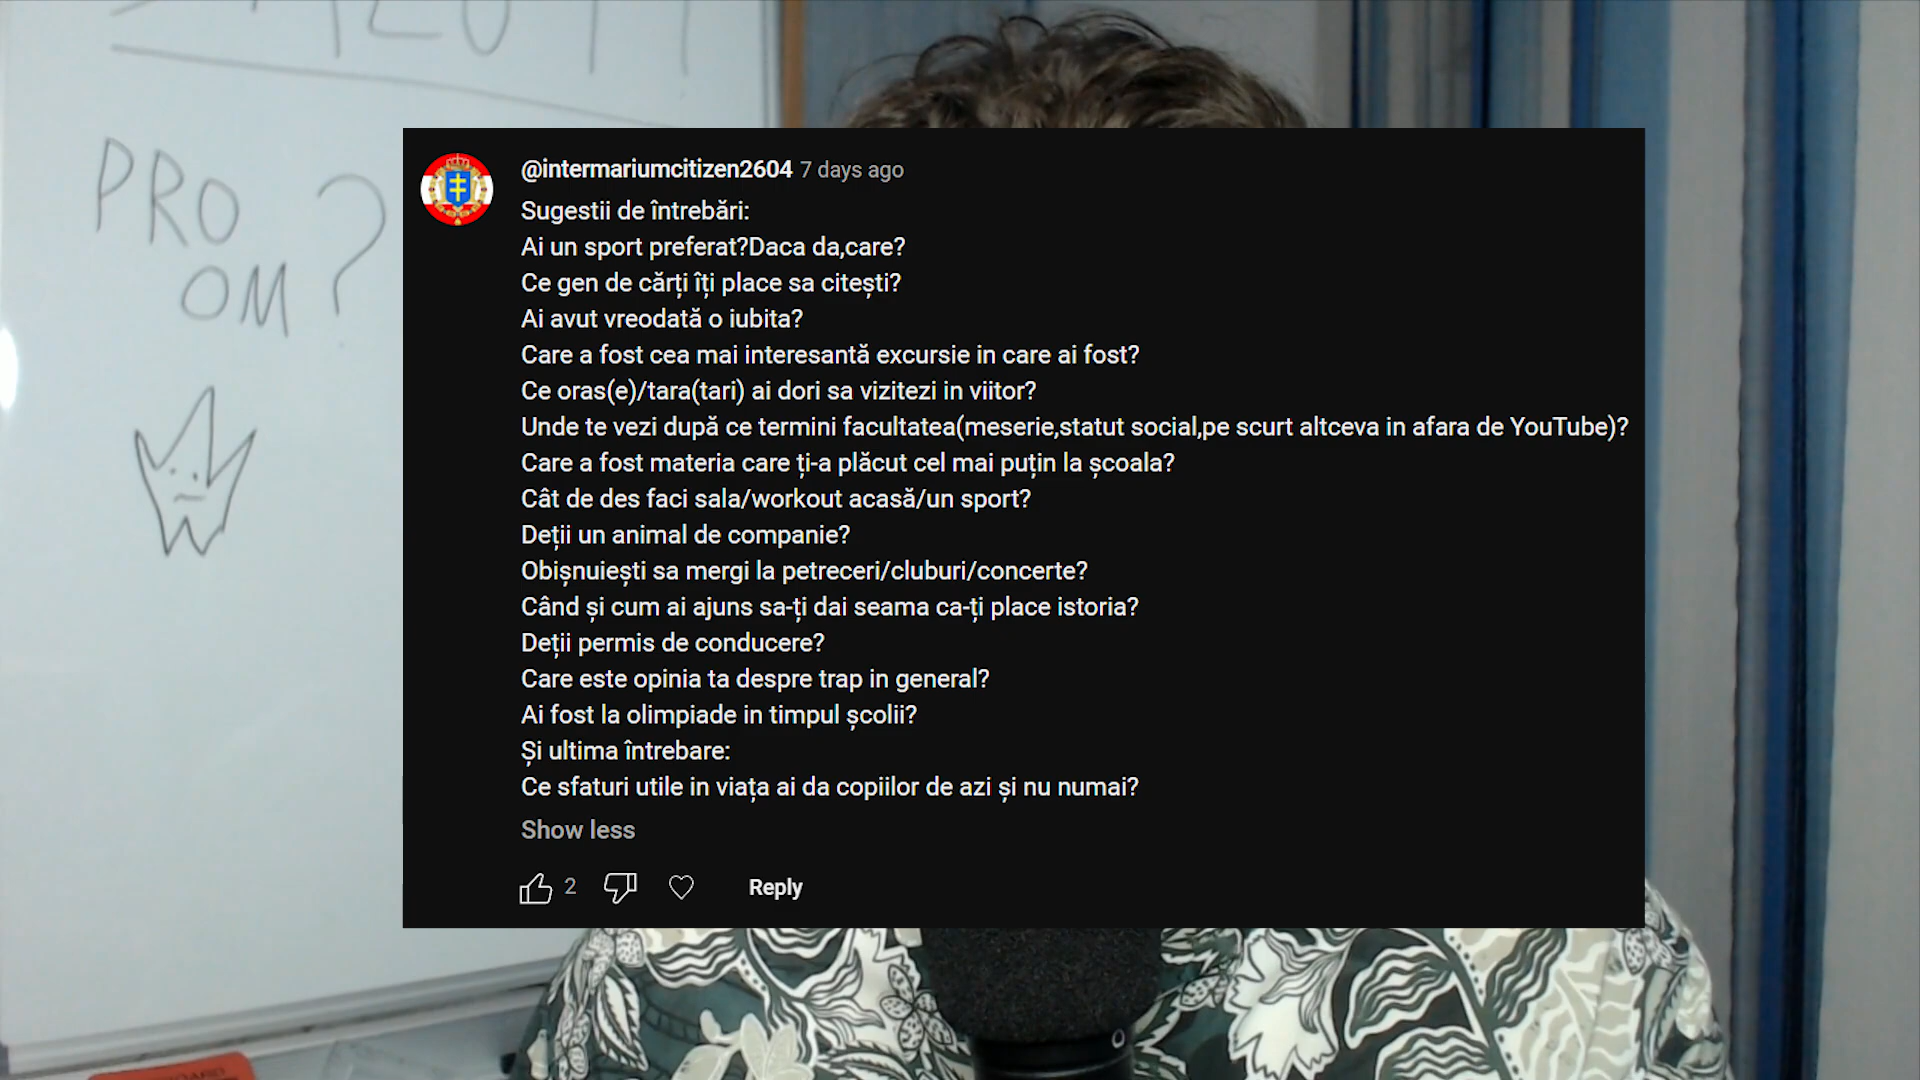 PRO
OM?
@intermariumcitizen2604 7 days ago
Sugestii de întrebări:
Ai un sport preferat?Daca da,care?
Ce gen de cărți îți place sa citești?
Ai avut vreodată o iubita?
Care a fost cea mai interesantă excursie in care ai fost?
Ce oras(e)/tara(tari) ai dori sa vizitezi in viitor?
Unde te vezi după ce termini facultatea(meserie,statut social,pe scurt altceva in afara de YouTube)?
Care a fost materia care ți-a plăcut cel mai puțin la școala?
Cât de des faci sala/workout acasă/un sport?
Deții un animal de companie?
Obișnuiești sa mergi la petreceri/cluburi/concerte?
Când și cum ai ajuns sa-ți dai seama ca-ți place istoria?
Deții permis de conducere?
Care este opinia ta despre trap in general?
Ai fost la olimpiade in timpul școlii?
Și ultima întrebare:
Ce sfaturi utile in viața ai da copiilor de azi și nu numai?
Show less
2
Reply